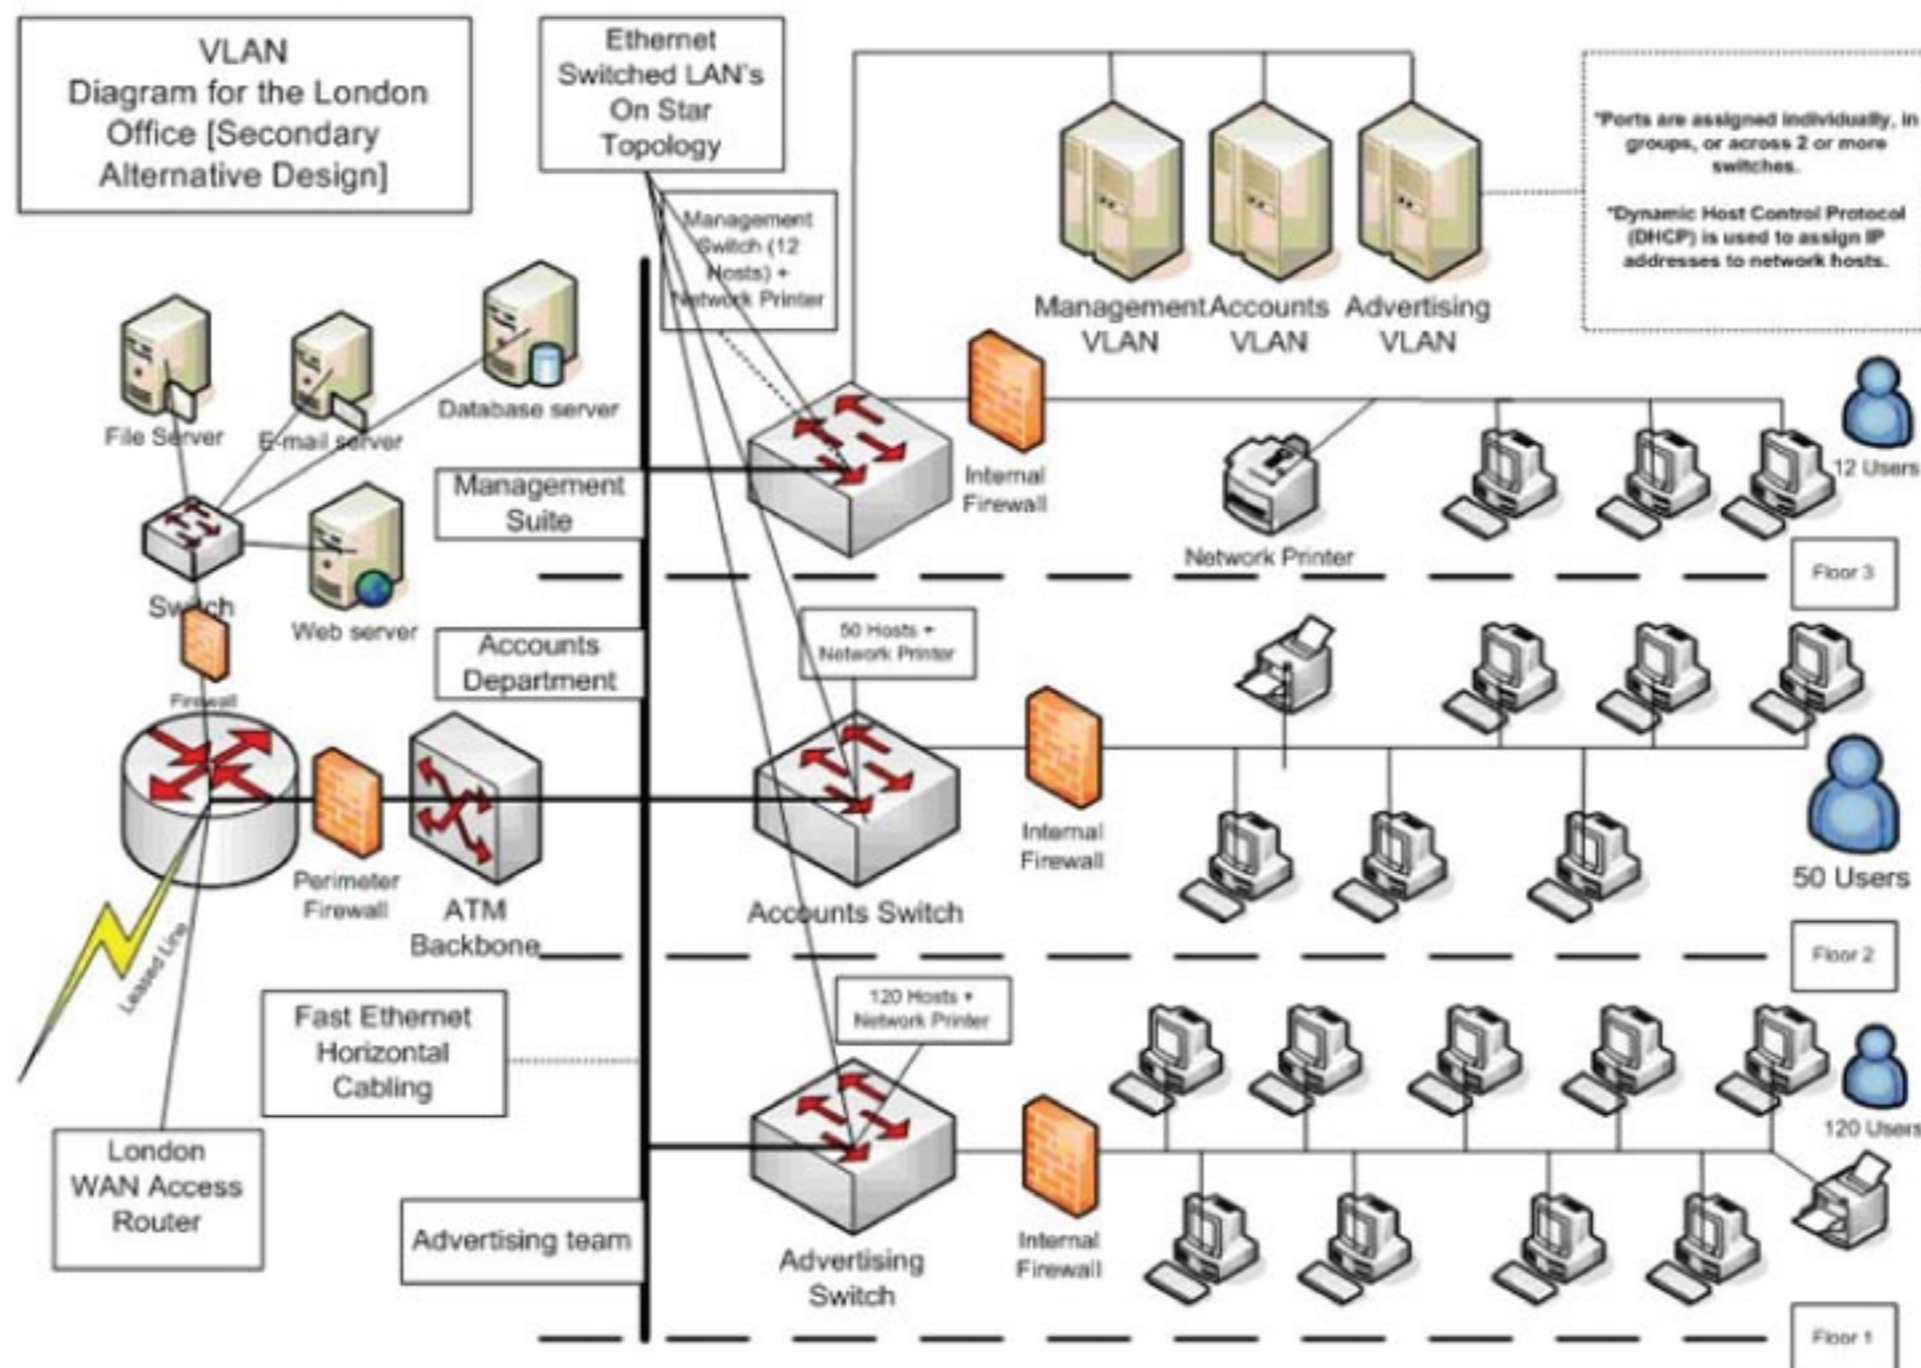 VLAN
Diagram for the London
Office [Secondary
Alternative Design]
Ethernet
Switched LAN's
On Star
Topology
Management
Switch (12
Hosts) +
Network Printer
"Ports are assigned individually, in
groups, or across 2 or more
switches.
"Dynamic Host Control Protocol
(DHCP) is used to assign IP
addresses to network hosts.
Management
VLAN
Accounts
VLAN
Advertising
VLAN
File Server
E-mail server
Database server
Switch
Web server
Firewall
Management
Suite
Internal
Firewall
Network Printer
12 Users
Floor 3
Accounts
Department
50 Hosts +
Network Printer
Perimeter
Firewall
ATM
Backbone
Accounts Switch
Internal
Firewall
50 Users
Floor 2
Leased Line
Fast Ethernet
Horizontal
Cabling
120 Hosts +
Network Printer
120 Users
London
WAN Access
Router
Advertising team
Advertising
Switch
Internal
Firewall
Floor 1